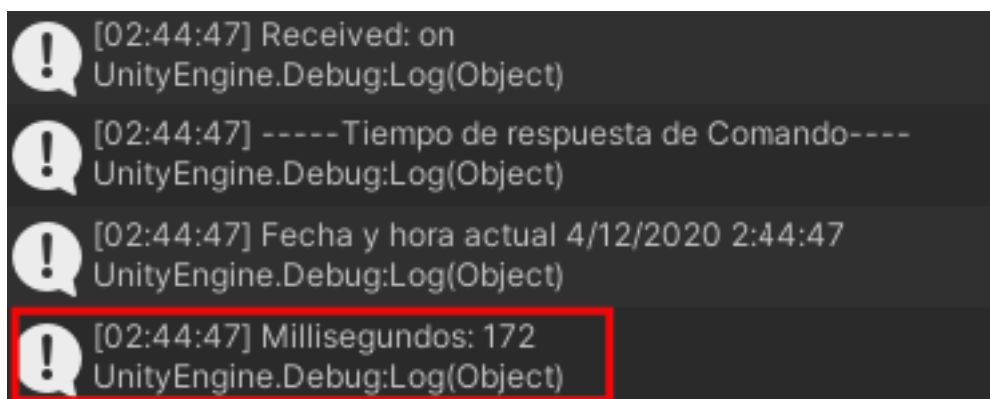 [02:44:47] Received: on
UnityEngine.Debug:Log(Object)
[02:44:47] -----Tiempo de respuesta de Comando----
UnityEngine.Debug:Log(Object)
[02:44:47] Fecha y hora actual 4/12/2020 2:44:47
UnityEngine.Debug:Log(Object)
[02:44:47] Millisegundos: 172
UnityEngine.Debug:Log(Object)